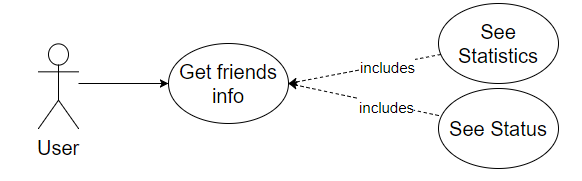 See
Statistics
Get friends
info
includes
includes
See Status
User